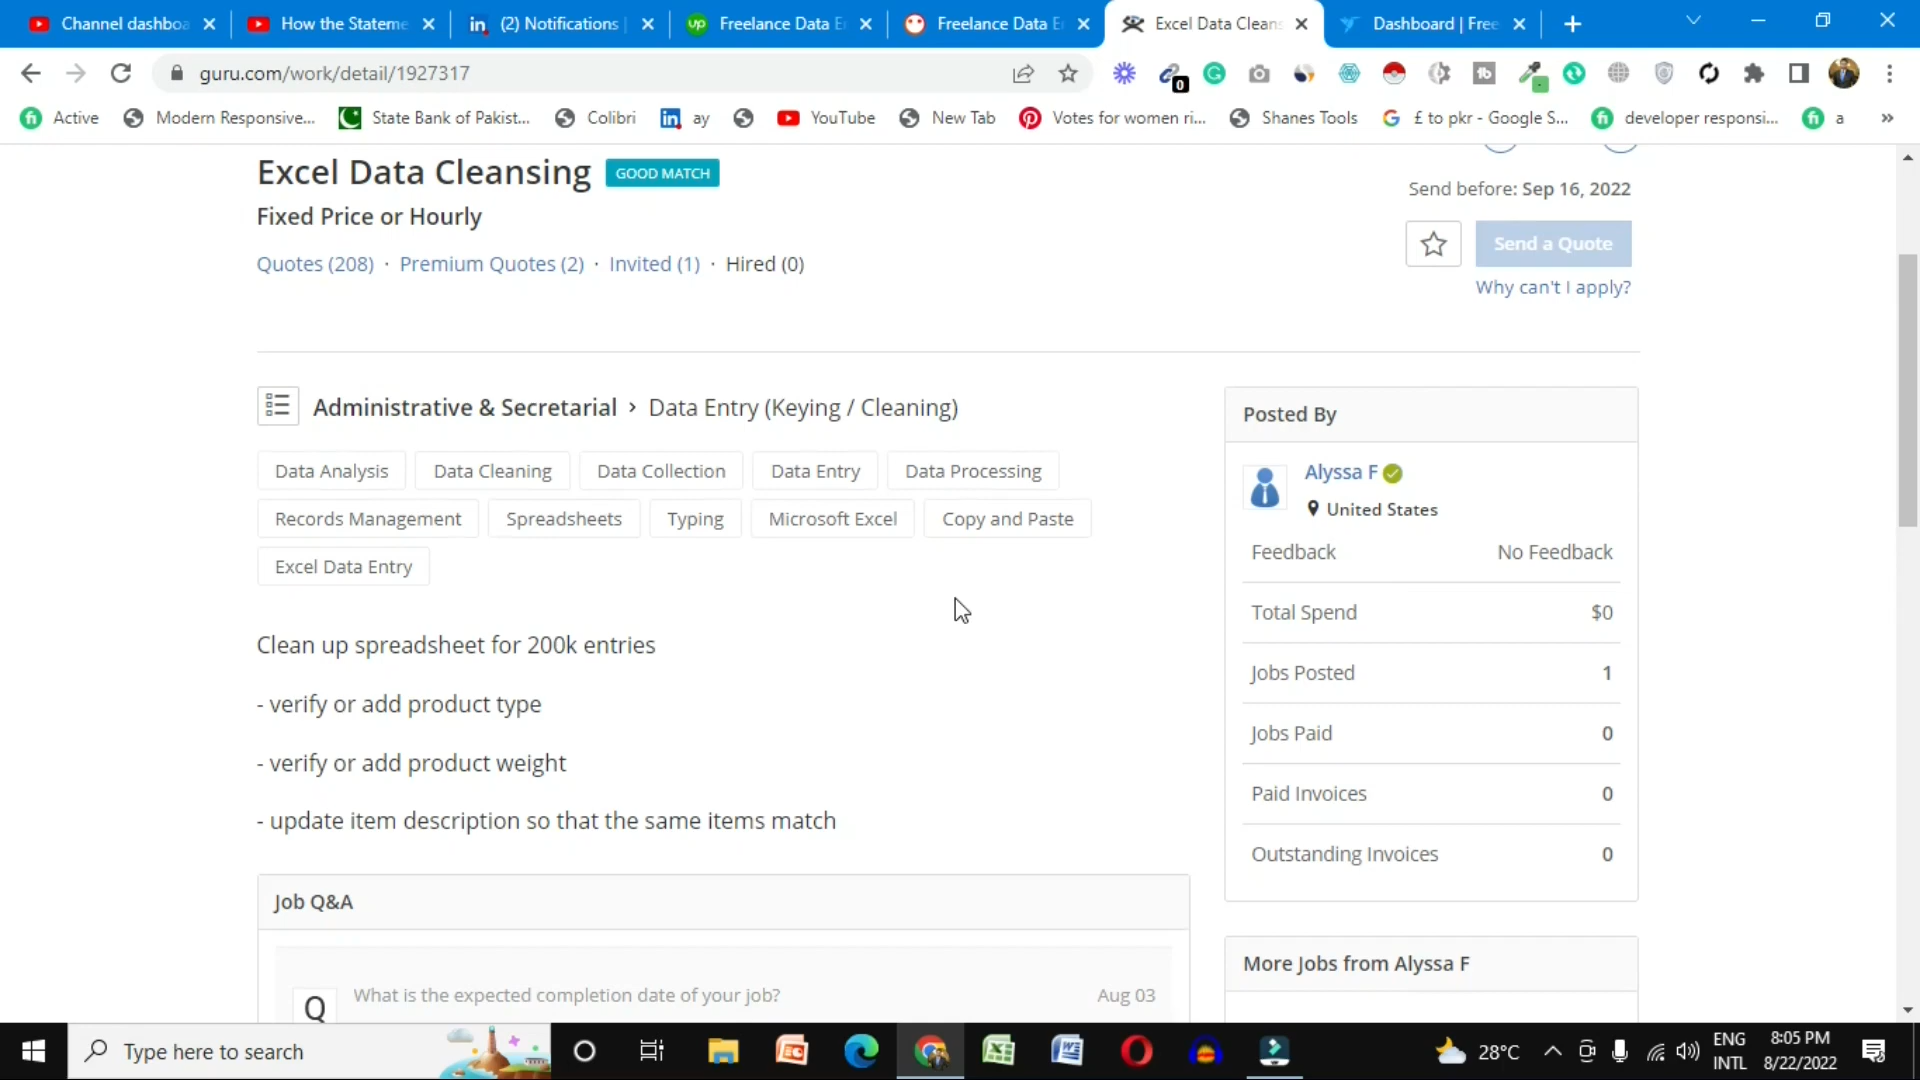 Channel dashboa
How the Stateme
(2) Notifications
Freelance Data E
Freelance Data E
Excel Data Cleans
Dashboard | Free
guru.com/work/detail/1927317
0
Active
Modern Responsive...
State Bank of Pakist...
Colibri
ay
YouTube
New Tab
Votes for women ri...
Shanes Tools
£ to pkr - Google S...
developer responsi...
a
»
Excel Data Cleansing
GOOD MATCH
Fixed Price or Hourly
Quotes (208) · Premium Quotes (2) · Invited (1) · Hired (0)
Send before: Sep 16, 2022
Send a Quote
Why can't I apply?
Administrative & Secretarial › Data Entry (Keying / Cleaning)
Data Analysis
Data Cleaning
Data Collection
Data Entry
Data Processing
Records Management
Spreadsheets
Typing
Microsoft Excel
Copy and Paste
Excel Data Entry
Clean up spreadsheet for 200k entries
- verify or add product type
- verify or add product weight
- update item description so that the same items match
Job Q&A
Q
What is the expected completion date of your job?
Aug 03
Posted By
Alyssa F
United States
Feedback No Feedback
Total Spend $0
Jobs Posted 1
Jobs Paid 0
Paid Invoices 0
Outstanding Invoices 0
More Jobs from Alyssa F
Type here to search
28°C
ENG
INTL
8:05 PM
8/22/2022